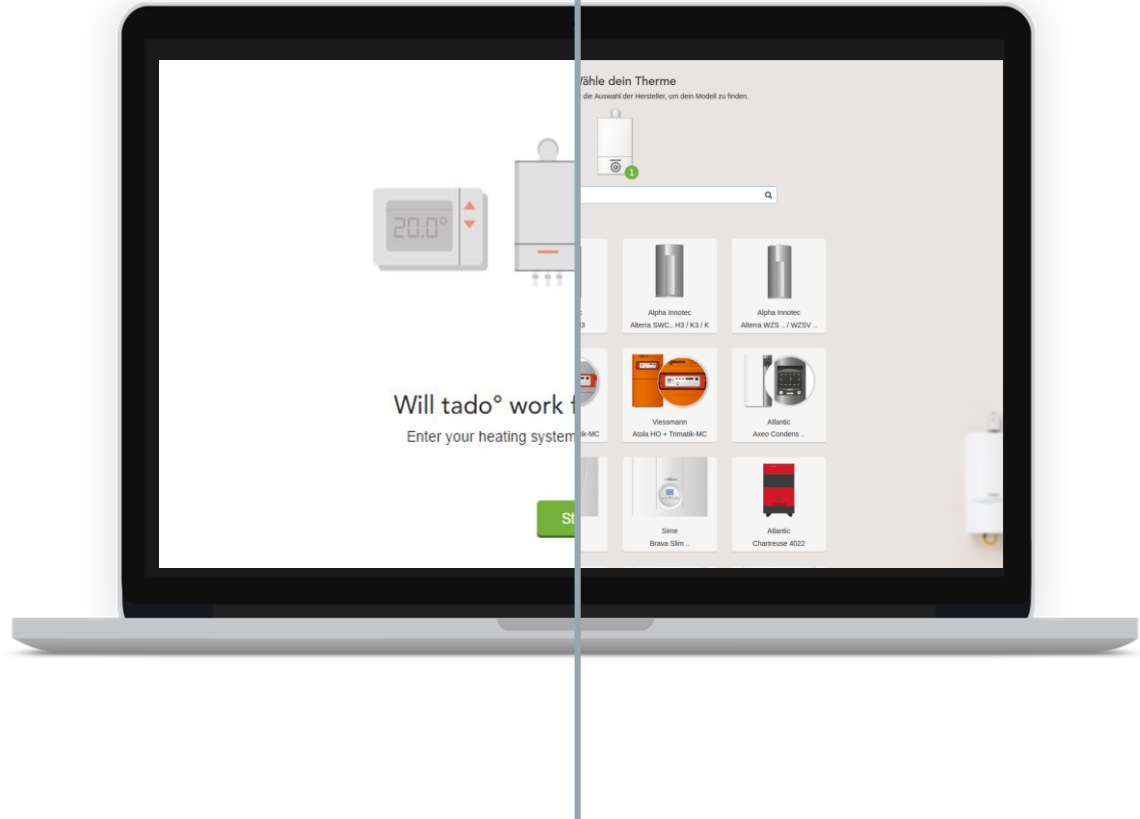 20.0°
Will tado° work
Enter your heating system
Wähle dein Therme
die Auswahl der Hersteller, um dein Modell zu finden.
1
Alpha Innotec
Alterra SWC.. H3 / K3 / K
Alpha Innotec
Alterra WZS .. / WZSV ..
Viessmann
Atola HO + Trimatik-MC
Atlantic
Axeo Condens ..
Sime
Brava Slim ..
Atlantic
Chartreuse 4022